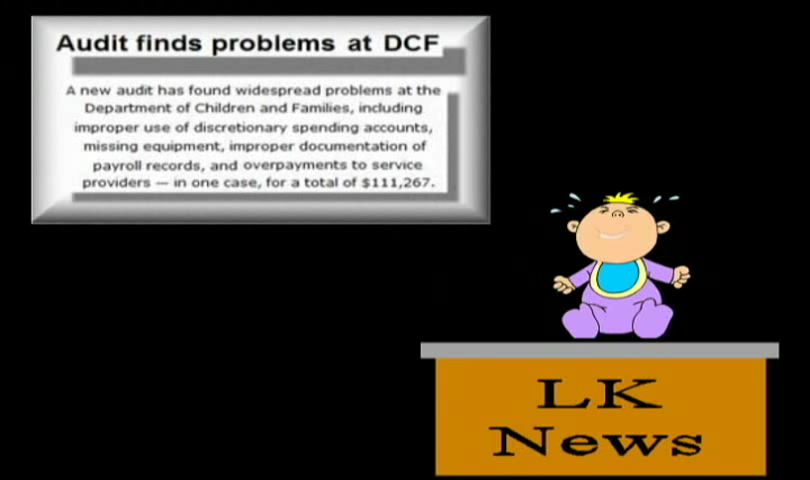 Audit finds problems at DCF
A new audit has found widespread problems at the
Department of Children and Families, including
improper use of discretionary spending accounts,
missing equipment, improper documentation of
payroll records, and overpayments to service
providers — in one case, for a total of $111,267.
LK
News